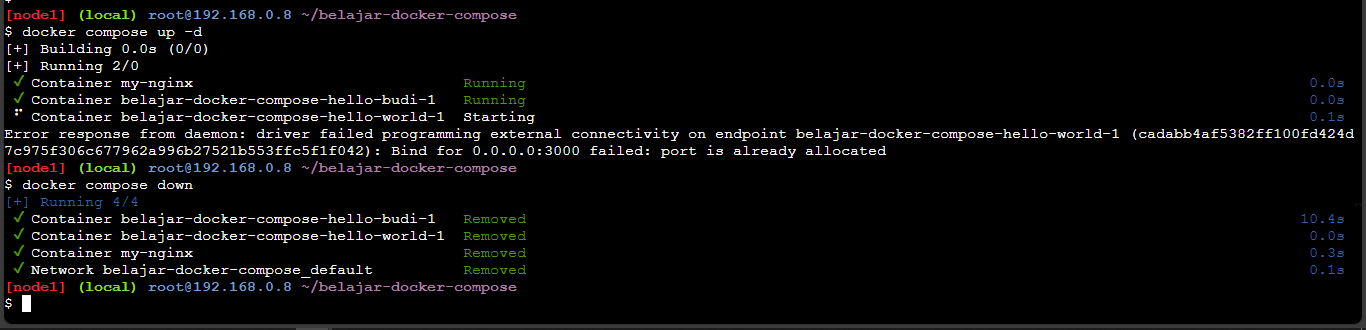 [node1] (local) root@192.168.0.8 ~/belajar-docker-compose
$ docker compose up -d
[+] Building 0.0s (0/0)
[+] Running 2/0
✓ Container my-nginx Running 0.0s
✓ Container belajar-docker-compose-hello-budi-1 Running 0.0s
⠋ Container belajar-docker-compose-hello-world-1 Starting 0.1s
Error response from daemon: driver failed programming external connectivity on endpoint belajar-docker-compose-hello-world-1 (cadabb4af5382ff100fd424d
7c975f306c677962a996b27521b553ffc5f1f042): Bind for 0.0.0.0:3000 failed: port is already allocated
[node1] (local) root@192.168.0.8 ~/belajar-docker-compose
$ docker compose down
[+] Running 4/4
✓ Container belajar-docker-compose-hello-budi-1 Removed 10.4s
✓ Container belajar-docker-compose-hello-world-1 Removed 0.0s
✓ Container my-nginx Removed 0.3s
✓ Network belajar-docker-compose_default Removed 0.1s
[node1] (local) root@192.168.0.8 ~/belajar-docker-compose
$